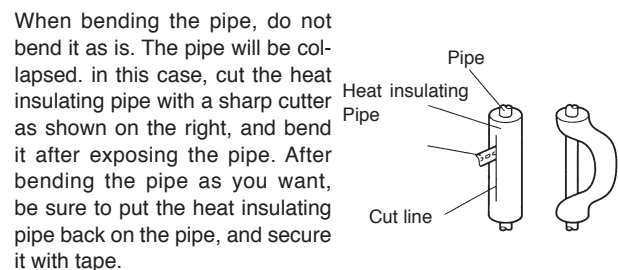 When bending the pipe, do not
bend it as is. The pipe will be col-
lapsed. in this case, cut the heat
insulating pipe with a sharp cutter
as shown on the right, and bend
it after exposing the pipe. After
bending the pipe as you want,
be sure to put the heat insulating
pipe back on the pipe, and secure
it with tape.
Pipe
Heat insulating
Pipe
Cut line